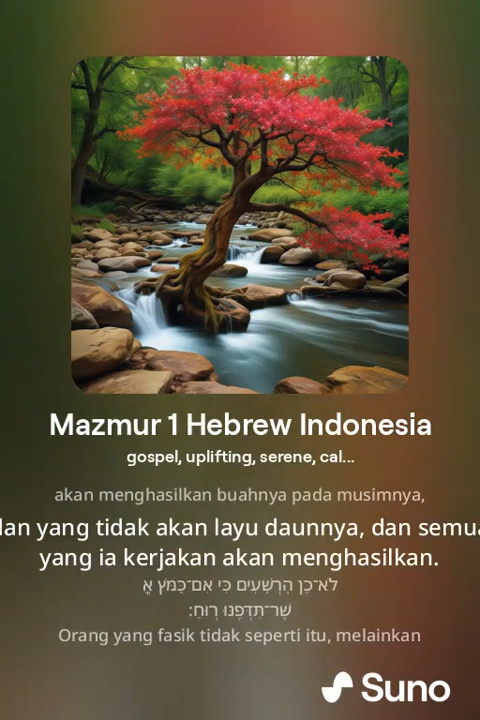 Mazmur 1 Hebrew Indonesia
gospel, uplifting, serene, cal...
akan menghasilkan buahnya pada musimnya,
dan yang tidak akan layu daunnya, dan semua
yang ia kerjakan akan menghasilkan.
לֹא־כֵן הָרְשָׁעִים כִּי אִם־כַּמֹּץ אֲ
שֶׁר־תִּדְּפֶנּוּ רוּחַ:
Orang yang fasik tidak seperti itu, melainkan
Suno